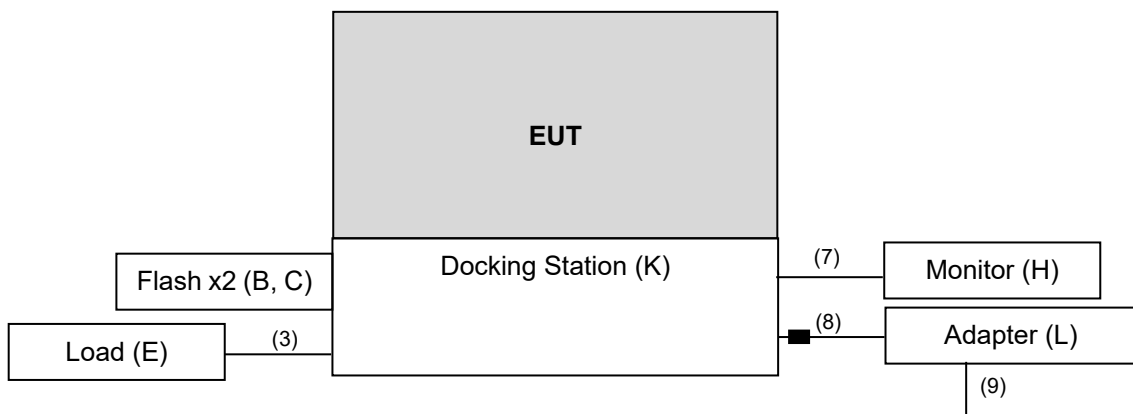 EUT
Docking Station (K)
Flash x2 (B, C)
(7)
Monitor (H)
Load (E)
(3)
(8)
Adapter (L)
(9)